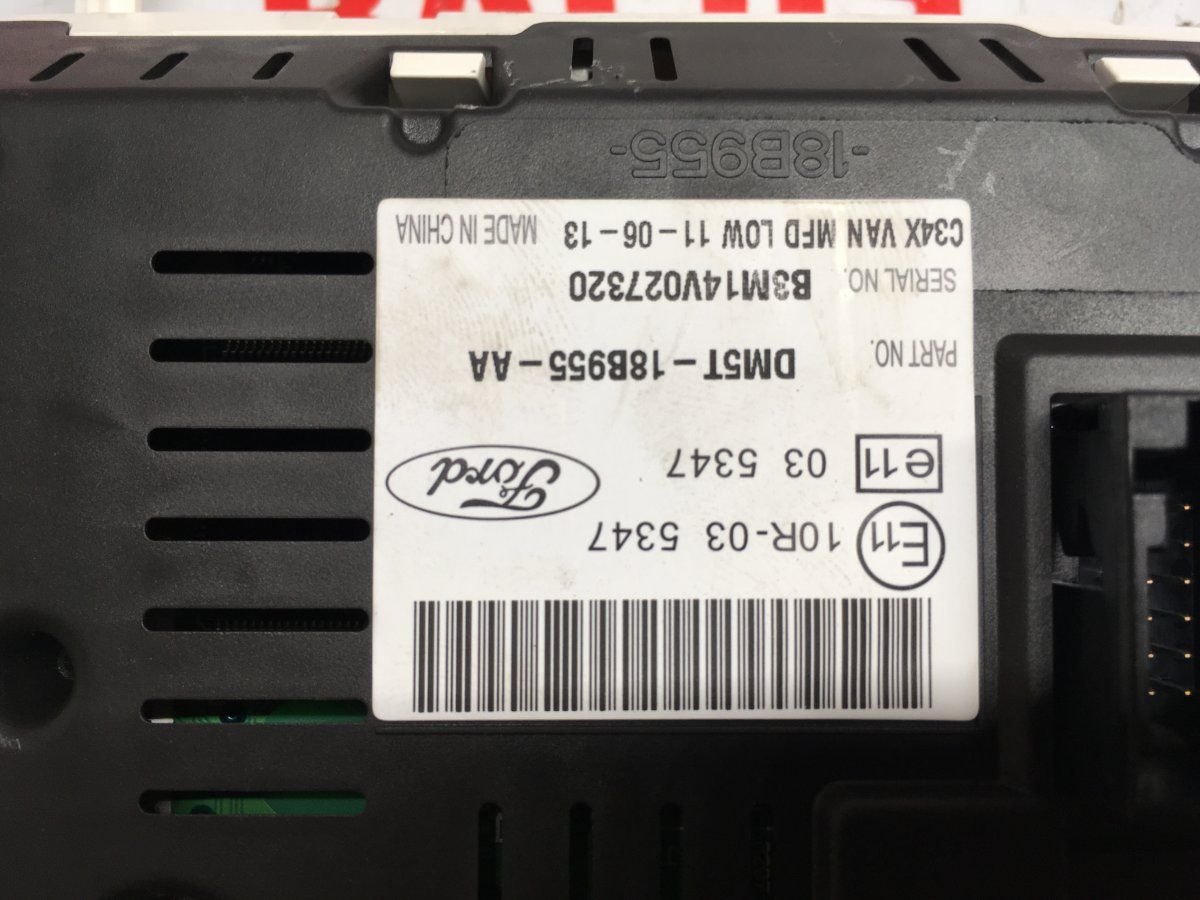 E11 10R-03 5347
e11 03 5347
Ford
PART NO. DM5T-18B955-AA
SERIAL NO. B3M14V027320
C34X VAN MFD LOW 11-06-13 MADE IN CHINA
-18B955-